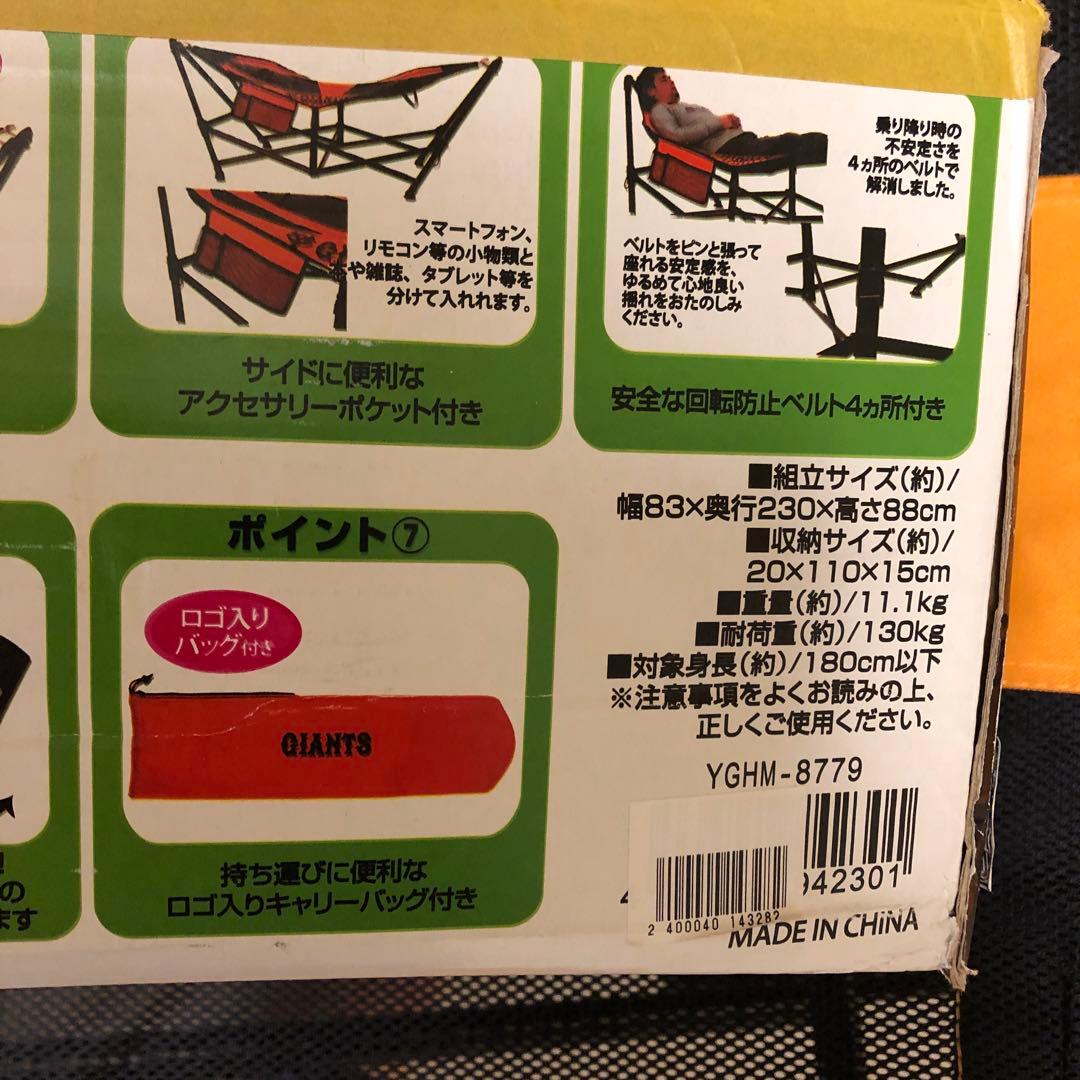 スマートフォン、
リモコン等の小物類と
本や雑誌、タブレット等を
分けて入れれます。
サイドに便利な
アクセサリーポケット付き
乗り降り時の
不安定さを
4ヵ所のベルトで
解消しました。
ベルトをピンと張って
座れる安定感を、
ゆるめて心地良い
揺れをおたのしみ
ください。
安全な回転防止ベルト4ヵ所付き
の
ます
ポイント⑦
ロゴ入り
バッグ付き
GIANTS
持ち運びに便利な
ロゴ入りキャリーバッグ付き
■組立サイズ(約)/
幅83×奥行230×高さ88cm
■収納サイズ(約)/
20×110×15cm
■重量(約)/11.1kg
■耐荷重(約)/130kg
■対象身長(約)/180cm以下
※注意事項をよくお読みの上、
正しくご使用ください。
YGHM-8779
942301
2 400040 143282
MADE IN CHINA